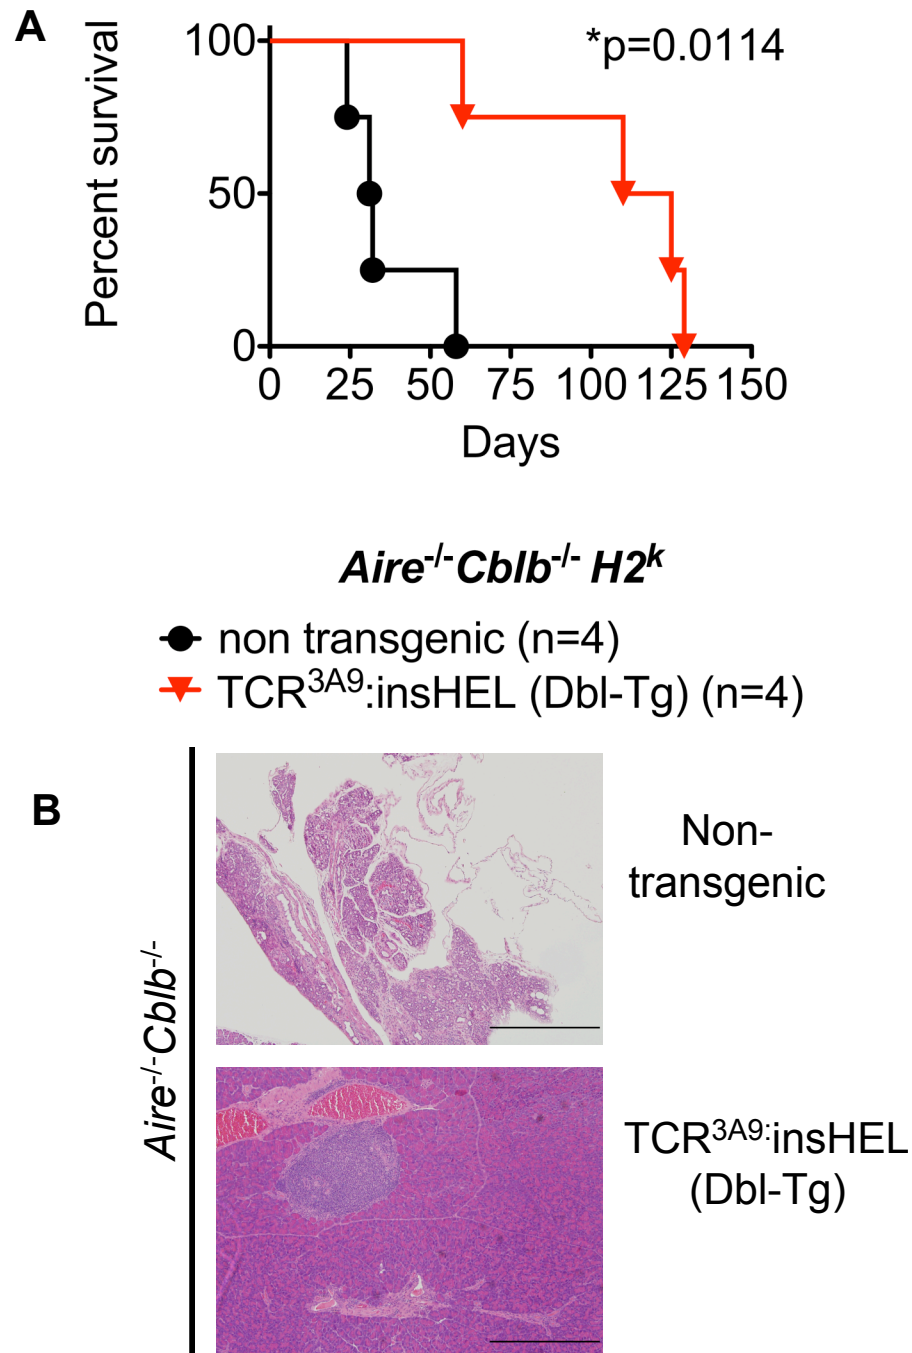 A
*p=0.0114
Percent survival
100
50
0
0 25 50 75 100 125 150
Days
Aire-/-Cblb-/- H2k
non transgenic (n=4)
TCR3A9:insHEL (Dbl-Tg) (n=4)
B
Aire-/-Cblb-/-
Non-
transgenic
TCR3A9:insHEL
(Dbl-Tg)